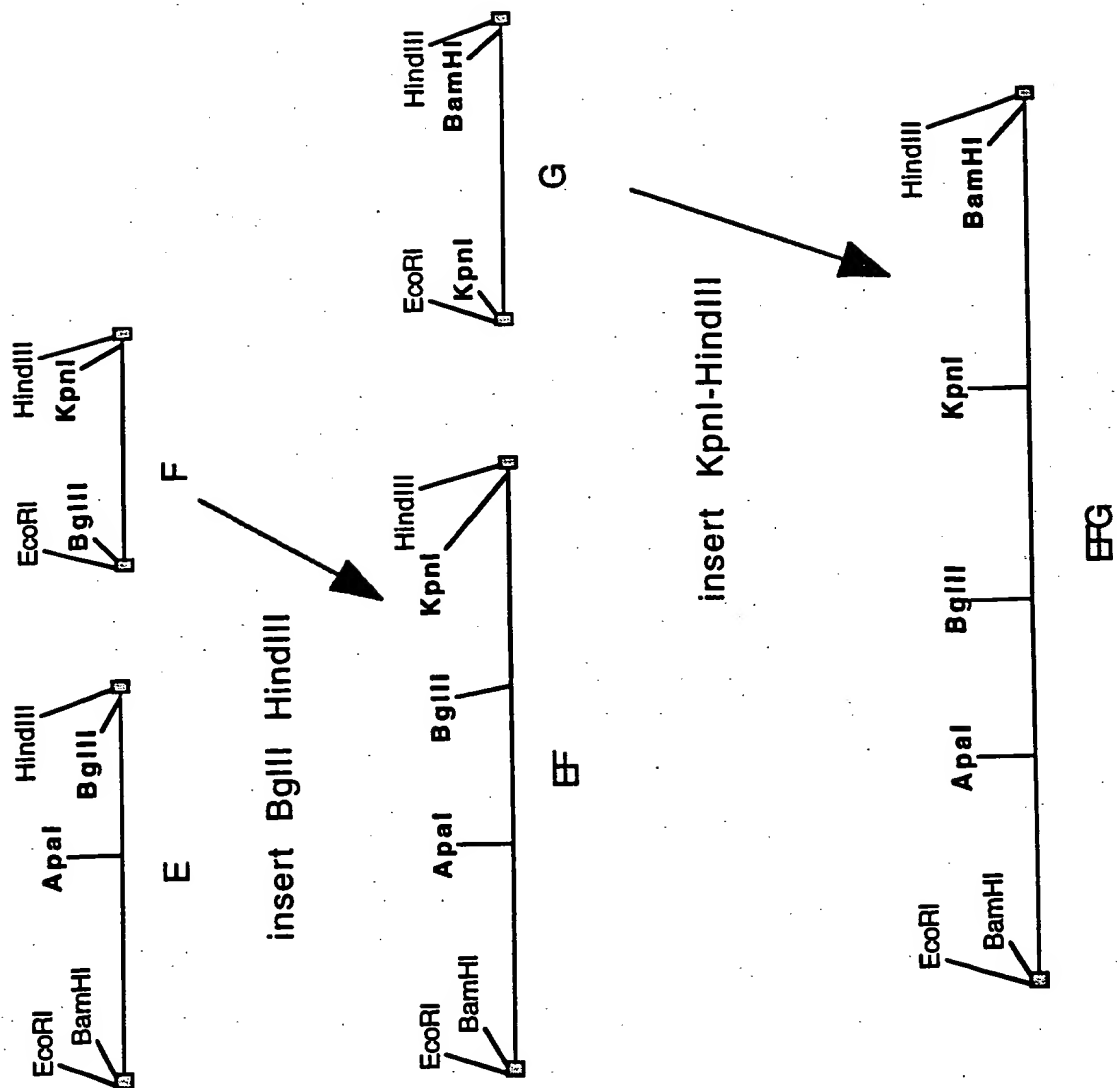 EcoRI HindIII EcoRI HindIII
ApaI
BamHI BglII BglII KpnI
E F
insert BglII HindIII
EcoRI HindIII EcoRI HindIII
BamHI ApaI BglII KpnI KpnI BamHI
EF G
insert KpnI-HindIII
EcoRI HindIII
BamHI ApaI BglII KpnI BamHI
EFG